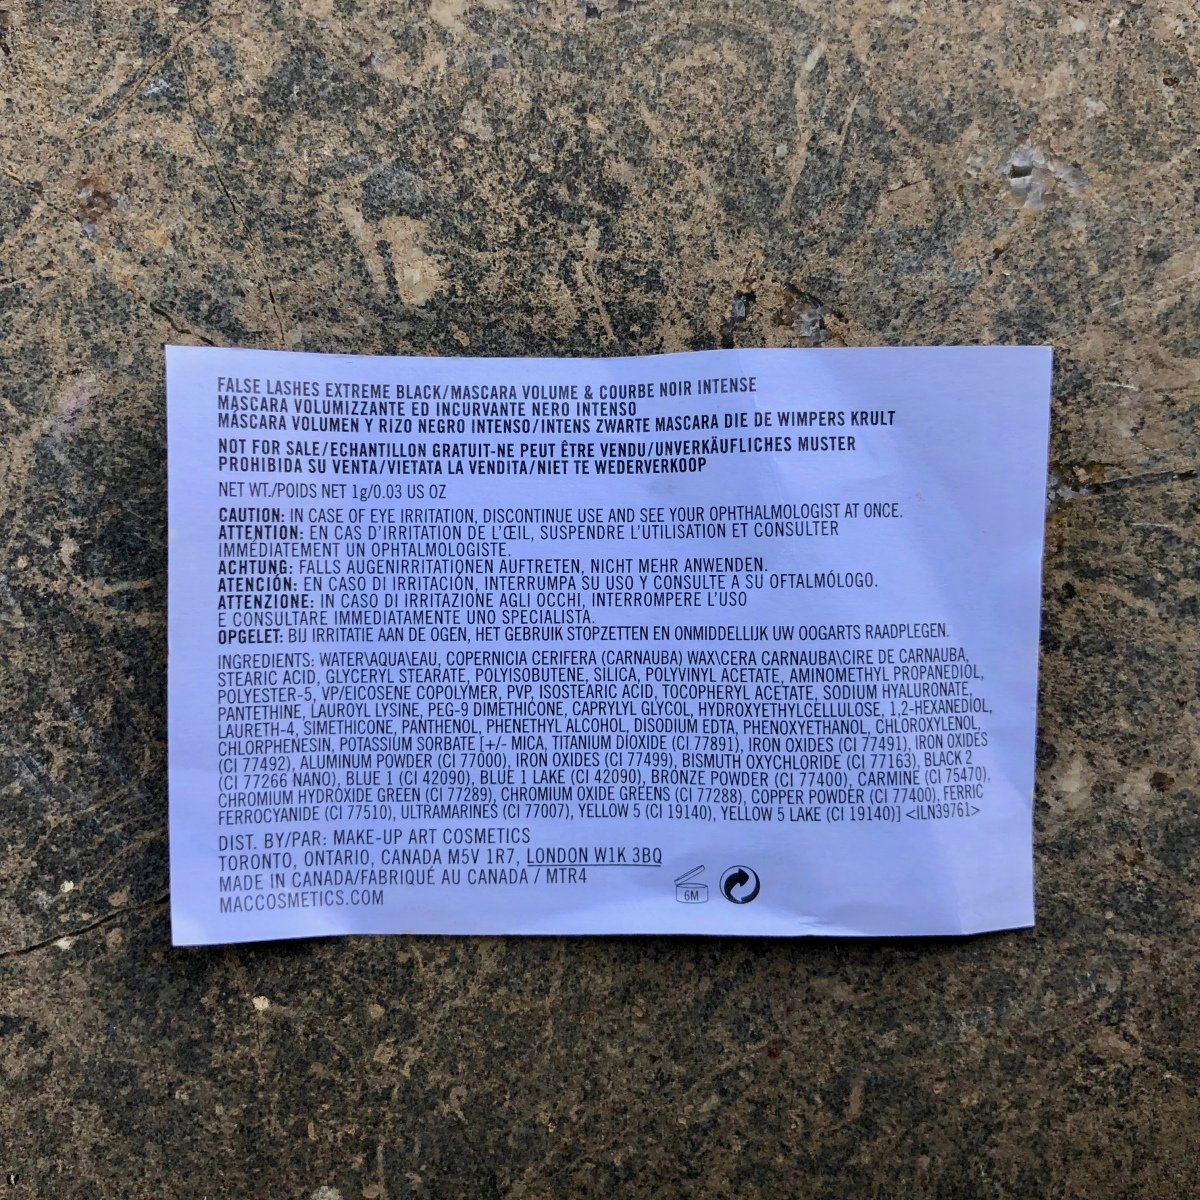 FALSE LASHES EXTREME BLACK/MASCARA VOLUME & COURBE NOIR INTENSE
MASCARA VOLUMIZZANTE ED INCURVANTE NERO INTENSO
MÁSCARA VOLUMEN Y RIZO NEGRO INTENSO/INTENS ZWARTE MASCARA DIE DE WIMPERS KRULT
NOT FOR SALE/ECHANTILLON GRATUIT-NE PEUT ÊTRE VENDU/UNVERKÄUFLICHES MUSTER
PROHIBIDA SU VENTA/VIETATA LA VENDITA/NIET TE WEDERVERKOOP
NET WT./POIDS NET 1g/0.03 US OZ
CAUTION: IN CASE OF EYE IRRITATION, DISCONTINUE USE AND SEE YOUR OPHTHALMOLOGIST AT ONCE.
ATTENTION: EN CAS D'IRRITATION DE L'ŒIL, SUSPENDRE L'UTILISATION ET CONSULTER
IMMÉDIATEMENT UN OPHTALMOLOGISTE.
ACHTUNG: FALLS AUGENIRRITATIONEN AUFTRETEN, NICHT MEHR ANWENDEN.
ATENCIÓN: EN CASO DI IRRITACIÓN, INTERRUMPA SU USO Y CONSULTE A SU OFTALMÓLOGO.
ATTENZIONE: IN CASO DI IRRITAZIONE AGLI OCCHI, INTERROMPERE L'USO
E CONSULTARE IMMEDIATAMENTE UNO SPECIALISTA.
OPGELET: BIJ IRRITATIE AAN DE OGEN, HET GEBRUIK STOPZETTEN EN ONMIDDELLIJK UW OOGARTS RAADPLEGEN.
INGREDIENTS: WATER\AQUA\EAU, COPERNICIA CERIFERA (CARNAUBA) WAX\CERA CARNAUBA\CIRE DE CARNAUBA,
STEARIC ACID, GLYCERYL STEARATE, POLYISOBUTENE, SILICA, POLYVINYL ACETATE, AMINOMETHYL PROPANEDIOL,
POLYESTER-5, VP/EICOSENE COPOLYMER, PVP, ISOSTEARIC ACID, TOCOPHERYL ACETATE, SODIUM HYALURONATE,
PANTETHINE, LAUROYL LYSINE, PEG-9 DIMETHICONE, CAPRYLYL GLYCOL, HYDROXYETHYLCELLULOSE, 1,2-HEXANEDIOL,
LAURETH-4, SIMETHICONE, PANTHENOL, PHENETHYL ALCOHOL, DISODIUM EDTA, PHENOXYETHANOL, CHLOROXYLENOL,
CHLORPHENESIN, POTASSIUM SORBATE [+/- MICA, TITANIUM DIOXIDE (CI 77891), IRON OXIDES (CI 77491), IRON OXIDES
(CI 77492), ALUMINUM POWDER (CI 77000), IRON OXIDES (CI 77499), BISMUTH OXYCHLORIDE (CI 77163), BLACK 2
(CI 77266 NANO), BLUE 1 (CI 42090), BLUE 1 LAKE (CI 42090), BRONZE POWDER (CI 77400), CARMINE (CI 75470),
CHROMIUM HYDROXIDE GREEN (CI 77289), CHROMIUM OXIDE GREENS (CI 77288), COPPER POWDER (CI 77400), FERRIC
FERROCYANIDE (CI 77510), ULTRAMARINES (CI 77007), YELLOW 5 (CI 19140), YELLOW 5 LAKE (CI 19140)] <ILN39761>
DIST. BY/PAR: MAKE-UP ART COSMETICS
TORONTO, ONTARIO, CANADA M5V 1R7, LONDON W1K 3BQ
MADE IN CANADA/FABRIQUÉ AU CANADA / MTR4
MACCOSMETICS.COM
6M